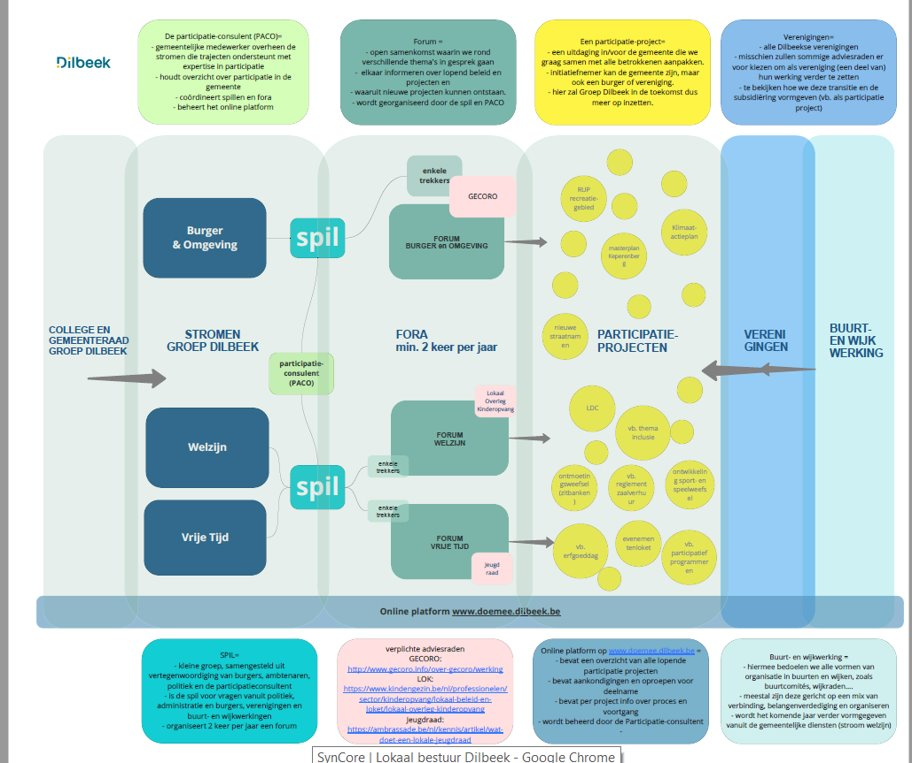 Dilbeek
De participatie-consulent (PACO)=
- gemeentelijke medewerker overheen de
stromen die trajecten ondersteunt met
expertise in participatie
- houdt overzicht over participatie in de
gemeente
- coördineert spillen en fora
- beheert het online platform
Forum =
- open samenkomst waarin we rond
verschillende thema's in gesprek gaan
- elkaar informeren over lopend beleid en
projecten en
- waaruit nieuwe projecten kunnen ontstaan.
- wordt georganiseerd door de spil en PACO
Een participatie-project=
- een uitdaging in/voor de gemeente die we
graag samen met alle betrokkenen aanpakken.
- initiatiefnemer kan de gemeente zijn, maar
ook een burger of vereniging.
- hier zal Groep Dilbeek in de toekomst dus
meer op inzetten.
Verenigingen=
- alle Dilbeekse verenigingen
- misschien zullen sommige adviesraden er
voor kiezen om als vereniging (een deel van)
hun werking verder te zetten
- te bekijken hoe we deze transitie en de
subsidiëring vormgeven (vb. als participatie
project)
enkele
trekkers
GECORO
Burger
& Omgeving
spil
FORUM
BURGER en OMGEVING
RUP
recreatie-
gebied
Klimaat-
actieplan
masterplan
Keperenber
g
nieuwe
straatnam
en
COLLEGE EN
GEMEENTERAAD
GROEP DILBEEK
STROMEN
GROEP DILBEEK
FORA
min. 2 keer per jaar
PARTICIPATIE-
PROJECTEN
VERENI
GINGEN
BUURT-
EN WIJK
WERKING
participatie-
consulent
(PACO)
Lokaal
Overleg
Kinderopvang
LDC
vb. thema
inclusie
Welzijn
FORUM
WELZIJN
enkele
trekkers
spil
ontmoetin
gsweefsel
(zitbanken
)
vb.
reglement
zaalverhu
ur
ontwikkelin
g sport- en
speelweefs
el
enkele
trekkers
Vrije Tijd
FORUM
VRIJE TIJD
Jeugd
raad
vb.
erfgoeddag
evenemen
tenloket
vb.
participatief
programmer
en
Online platform www.doemee.dilbeek.be
SPIL=
- kleine groep, samengesteld uit
vertegenwoordiging van burgers, ambtenaren,
politiek en de participatieconsulent
- is de spil voor vragen vanuit politiek,
administratie en burgers, verenigingen en
buurt- en wijkwerkingen
- organiseert 2 keer per jaar een forum
verplichte adviesraden
GECORO:
http://www.gecoro.info/over-gecoro/werking
LOK:
https://www.kindengezin.be/nl/professionelen/
sector/kinderopvang/lokaal-beleid-en-
loket/lokaal-overleg-kinderopvang
Jeugdraad:
https://ambrassade.be/nl/kennis/artikel/wat-
doet-een-lokale-jeugdraad
Online platform op www.doemee.dilbeek.be =
- bevat een overzicht van alle lopende
participatie projecten
- bevat aankondigingen en oproepen voor
deelname
- bevat per project info over proces en
voortgang
- wordt beheerd door de Participatie-consulent
-
Buurt- en wijkwerking =
- hiermee bedoelen we alle vormen van
organisatie in buurten en wijken, zoals
buurtcomités, wijkraden....
- meestal zijn deze gericht op een mix van
verbinding, belangenverdediging en organiseren
- wordt het komende jaar verder vormgegeven
vanuit de gemeentelijke diensten (stroom welzijn)
SynCore | Lokaal bestuur Dilbeek - Google Chrome